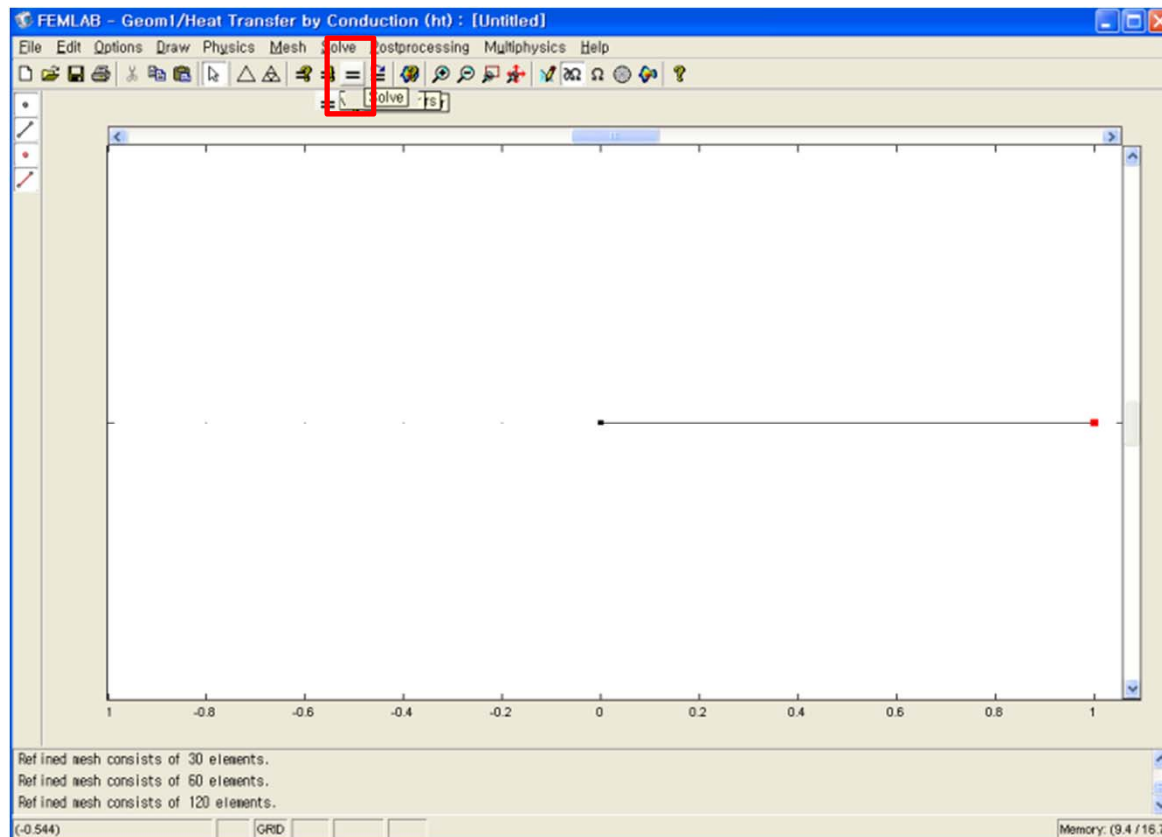 FEMLAB - Geom1/Heat Transfer by Conduction (ht) : [Untitled]
File Edit Options Draw Physics Mesh Solve Postprocessing Multiphysics Help
Solve
1 -0.8 -0.6 -0.4 -0.2 0 0.2 0.4 0.6 0.8 1
Refined mesh consists of 30 elements.
Refined mesh consists of 60 elements.
Refined mesh consists of 120 elements.
(-0.544) GRID Memory: (9.4 / 16.7